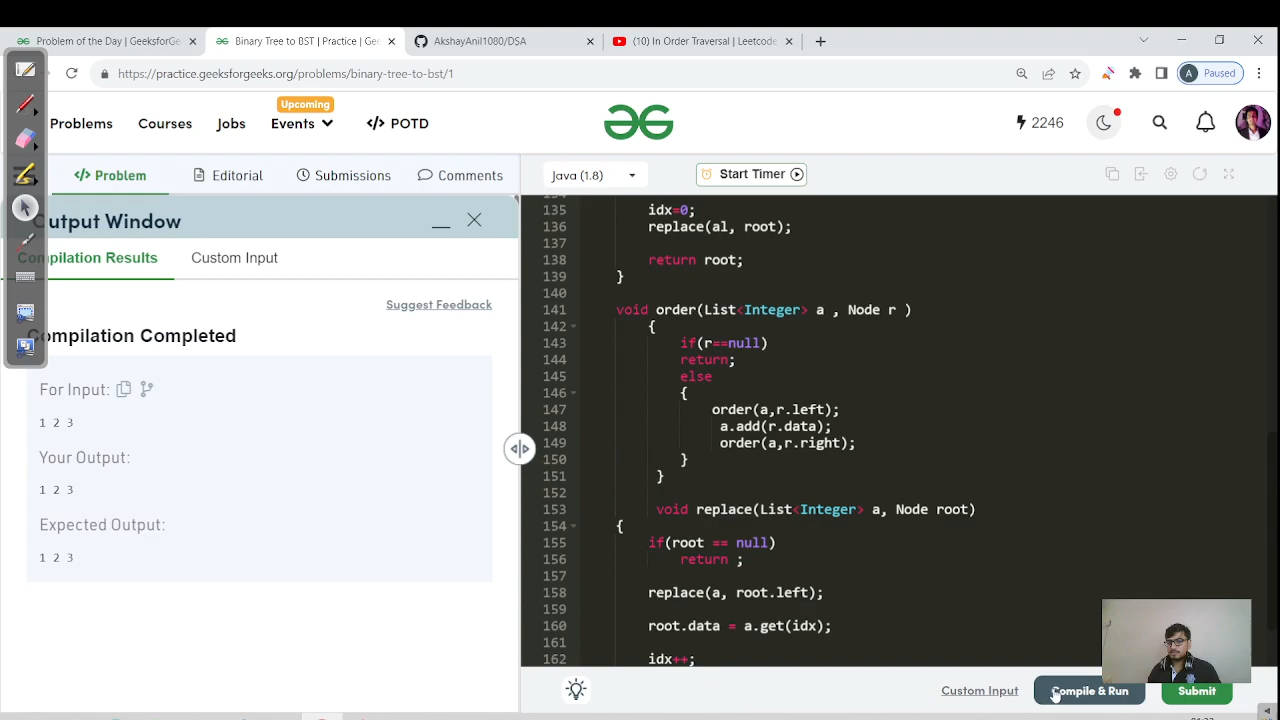 Problem of the Day | GeeksforGe
Binary Tree to BST | Practice | Gee
AkshayAnil1080/DSA
(10) In Order Traversal | Leetcode
https://practice.geeksforgeeks.org/problems/binary-tree-to-bst/1
A Paused
Upcoming
Problems Courses Jobs Events </> POTD
2246
</> Problem Editorial Submissions Comments
Java (1.8) Start Timer
Output Window
Compilation Results Custom Input
Suggest Feedback
Compilation Completed
For Input:
1 2 3
Your Output:
1 2 3
Expected Output:
1 2 3
135 idx=0;
136 replace(al, root);
137
138 return root;
139 }
140
141 void order(List<Integer> a , Node r )
142 {
143 if(r==null)
144 return;
145 else
146 {
147 order(a,r.left);
148 a.add(r.data);
149 order(a,r.right);
150 }
151 }
152
153 void replace(List<Integer> a, Node root)
154 {
155 if(root == null)
156 return ;
157
158 replace(a, root.left);
159
160 root.data = a.get(idx);
161
162 idx++;
Custom Input Compile & Run Submit